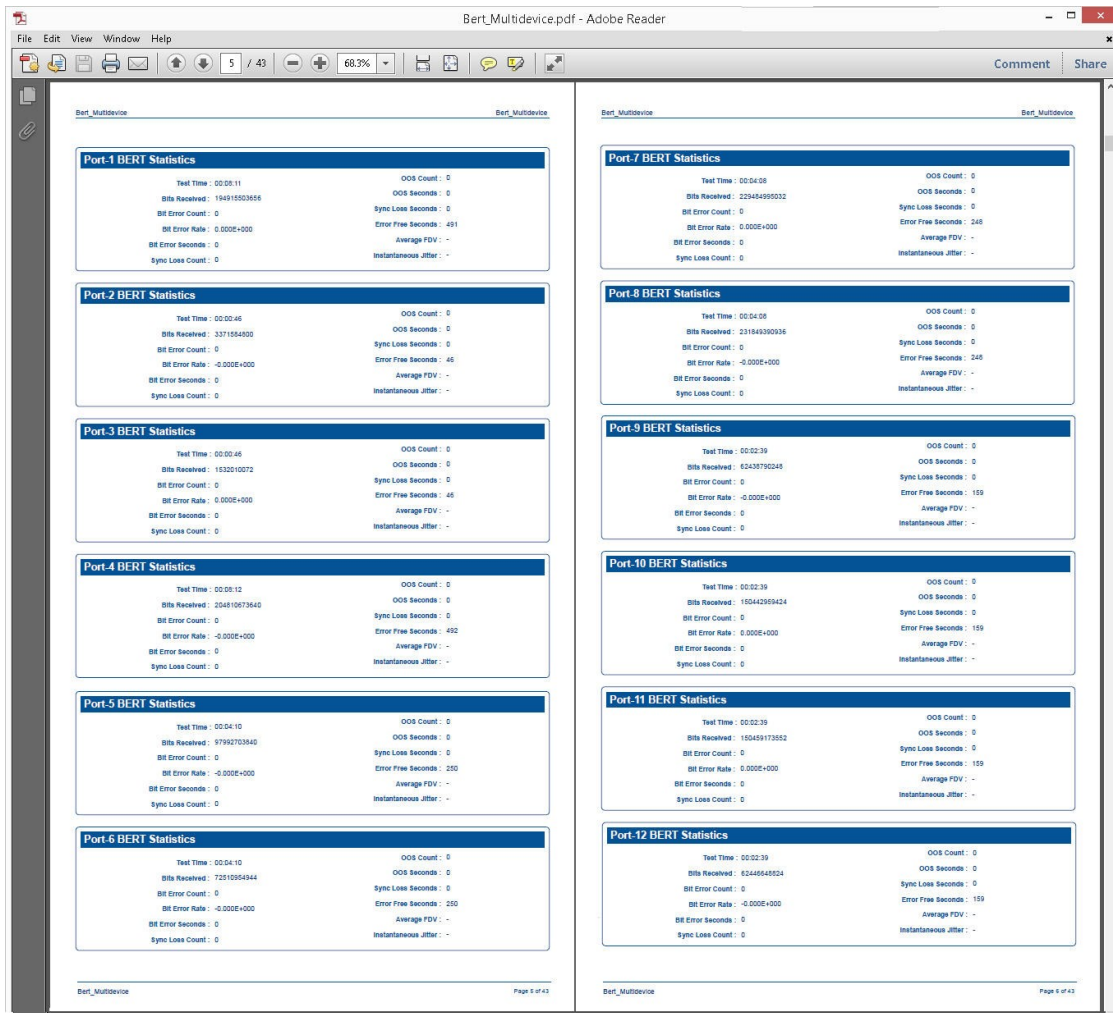 Bert_Multidevice.pdf - Adobe Reader
File Edit View Window Help
5 / 43 68.3% Comment Share
Bert_Multidevice Bert_Multidevice
Port-1 BERT Statistics
Test Time : 00:08:11 OOS Count : 0
Bits Received : 194915503656 OOS Seconds : 0
Bit Error Count : 0 Sync Loss Seconds : 0
Bit Error Rate : 0.000E+000 Error Free Seconds : 491
Bit Error Seconds : 0 Average FDV : -
Sync Loss Count : 0 Instantaneous Jitter : -
Port-2 BERT Statistics
Test Time : 00:00:46 OOS Count : 0
Bits Received : 3371584800 OOS Seconds : 0
Bit Error Count : 0 Sync Loss Seconds : 0
Bit Error Rate : -0.000E+000 Error Free Seconds : 46
Bit Error Seconds : 0 Average FDV : -
Sync Loss Count : 0 Instantaneous Jitter : -
Port-3 BERT Statistics
Test Time : 00:00:46 OOS Count : 0
Bits Received : 1532010072 OOS Seconds : 0
Bit Error Count : 0 Sync Loss Seconds : 0
Bit Error Rate : 0.000E+000 Error Free Seconds : 46
Bit Error Seconds : 0 Average FDV : -
Sync Loss Count : 0 Instantaneous Jitter : -
Port-4 BERT Statistics
Test Time : 00:08:12 OOS Count : 0
Bits Received : 204810673640 OOS Seconds : 0
Bit Error Count : 0 Sync Loss Seconds : 0
Bit Error Rate : -0.000E+000 Error Free Seconds : 492
Bit Error Seconds : 0 Average FDV : -
Sync Loss Count : 0 Instantaneous Jitter : -
Port-5 BERT Statistics
Test Time : 00:04:10 OOS Count : 0
Bits Received : 97992703840 OOS Seconds : 0
Bit Error Count : 0 Sync Loss Seconds : 0
Bit Error Rate : -0.000E+000 Error Free Seconds : 250
Bit Error Seconds : 0 Average FDV : -
Sync Loss Count : 0 Instantaneous Jitter : -
Port-6 BERT Statistics
Test Time : 00:04:10 OOS Count : 0
Bits Received : 72510954944 OOS Seconds : 0
Bit Error Count : 0 Sync Loss Seconds : 0
Bit Error Rate : -0.000E+000 Error Free Seconds : 250
Bit Error Seconds : 0 Average FDV : -
Sync Loss Count : 0 Instantaneous Jitter : -
Bert_Multidevice Page 5 of 43
Bert_Multidevice Bert_Multidevice
Port-7 BERT Statistics
Test Time : 00:04:08 OOS Count : 0
Bits Received : 229484995032 OOS Seconds : 0
Bit Error Count : 0 Sync Loss Seconds : 0
Bit Error Rate : 0.000E+000 Error Free Seconds : 248
Bit Error Seconds : 0 Average FDV : -
Sync Loss Count : 0 Instantaneous Jitter : -
Port-8 BERT Statistics
Test Time : 00:04:08 OOS Count : 0
Bits Received : 231849390936 OOS Seconds : 0
Bit Error Count : 0 Sync Loss Seconds : 0
Bit Error Rate : -0.000E+000 Error Free Seconds : 248
Bit Error Seconds : 0 Average FDV : -
Sync Loss Count : 0 Instantaneous Jitter : -
Port-9 BERT Statistics
Test Time : 00:02:39 OOS Count : 0
Bits Received : 62438790248 OOS Seconds : 0
Bit Error Count : 0 Sync Loss Seconds : 0
Bit Error Rate : -0.000E+000 Error Free Seconds : 159
Bit Error Seconds : 0 Average FDV : -
Sync Loss Count : 0 Instantaneous Jitter : -
Port-10 BERT Statistics
Test Time : 00:02:39 OOS Count : 0
Bits Received : 150442959424 OOS Seconds : 0
Bit Error Count : 0 Sync Loss Seconds : 0
Bit Error Rate : 0.000E+000 Error Free Seconds : 159
Bit Error Seconds : 0 Average FDV : -
Sync Loss Count : 0 Instantaneous Jitter : -
Port-11 BERT Statistics
Test Time : 00:02:39 OOS Count : 0
Bits Received : 150459173552 OOS Seconds : 0
Bit Error Count : 0 Sync Loss Seconds : 0
Bit Error Rate : 0.000E+000 Error Free Seconds : 159
Bit Error Seconds : 0 Average FDV : -
Sync Loss Count : 0 Instantaneous Jitter : -
Port-12 BERT Statistics
Test Time : 00:02:39 OOS Count : 0
Bits Received : 62446648824 OOS Seconds : 0
Bit Error Count : 0 Sync Loss Seconds : 0
Bit Error Rate : -0.000E+000 Error Free Seconds : 159
Bit Error Seconds : 0 Average FDV : -
Sync Loss Count : 0 Instantaneous Jitter : -
Bert_Multidevice Page 6 of 43